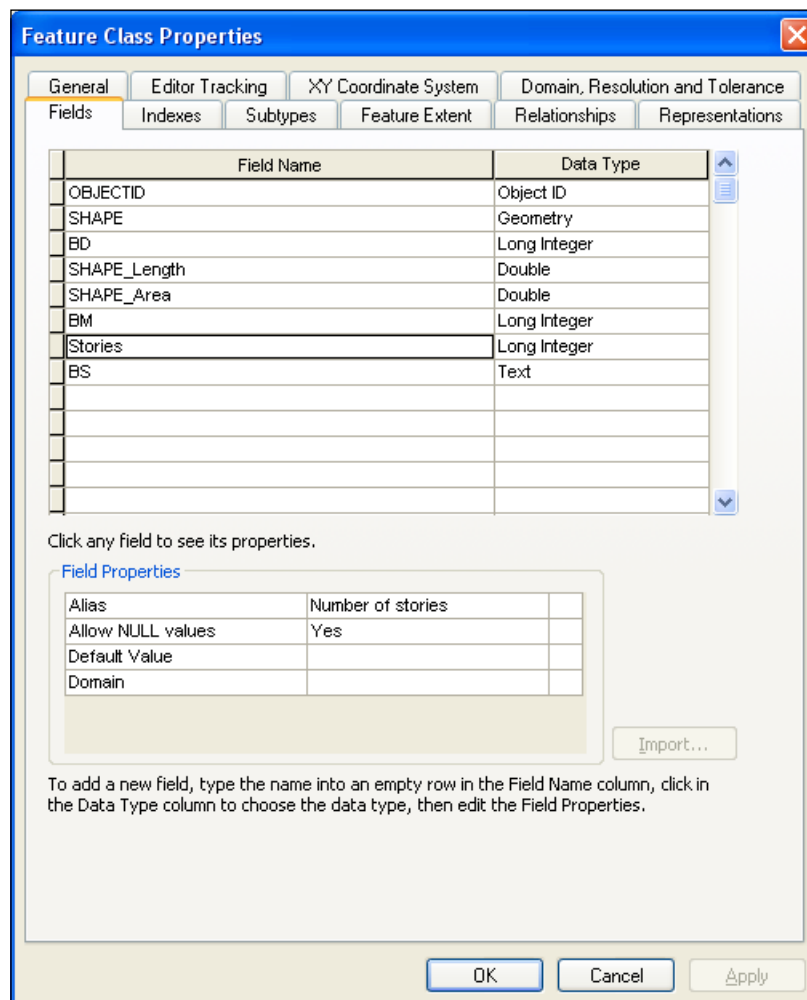 Feature Class Properties
General Editor Tracking XY Coordinate System Domain, Resolution and Tolerance
Fields Indexes Subtypes Feature Extent Relationships Representations
Field Name Data Type
OBJECTID Object ID
SHAPE Geometry
BD Long Integer
SHAPE_Length Double
SHAPE_Area Double
BM Long Integer
Stories Long Integer
BS Text
Click any field to see its properties.
Field Properties
Alias Number of stories
Allow NULL values Yes
Default Value
Domain
Import...
To add a new field, type the name into an empty row in the Field Name column, click in
the Data Type column to choose the data type, then edit the Field Properties.
OK Cancel Apply